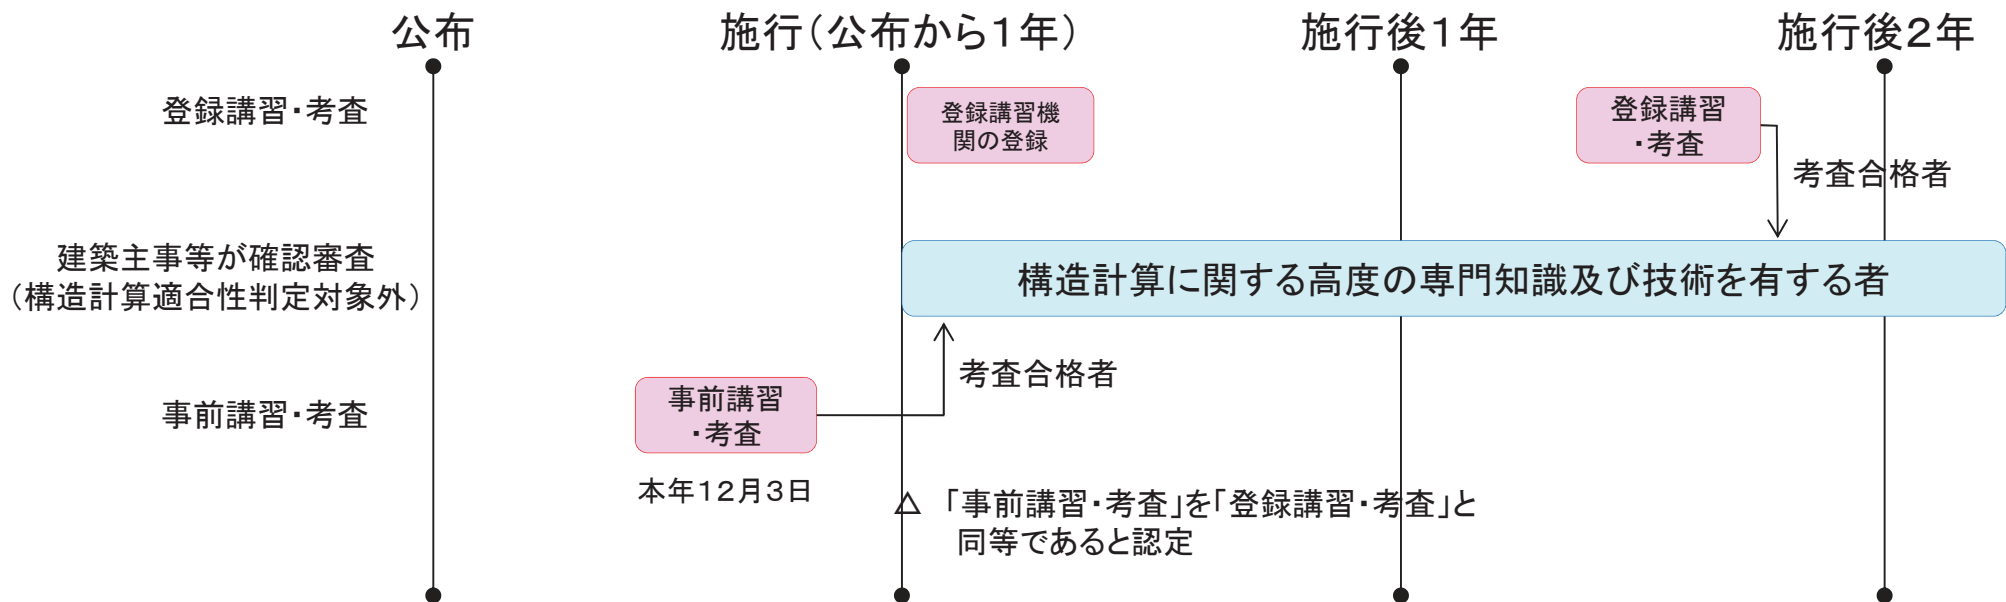 公布
施行（公布から１年）
施行後１年
施行後２年
登録講習・考査
登録講習機
関の登録
登録講習
・考査
考査合格者
建築主事等が確認審査
（構造計算適合性判定対象外）
構造計算に関する高度の専門知識及び技術を有する者
考査合格者
事前講習・考査
事前講習
・考査
本年１２月３日
△ 「事前講習・考査」を「登録講習・考査」と
同等であると認定